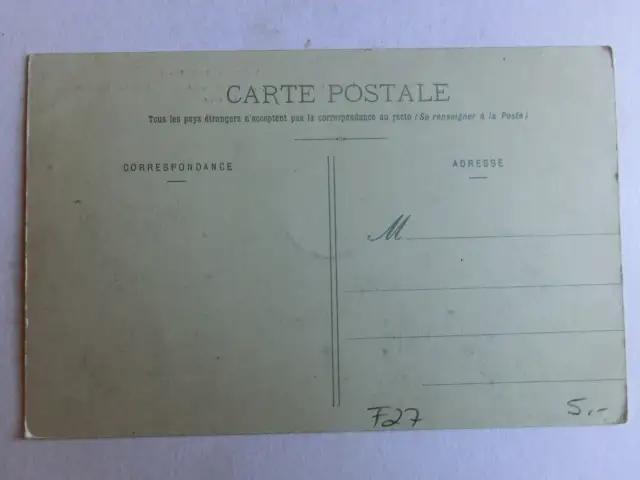 CARTE POSTALE
Tous les pays étrangers n'acceptent pas la correspondance au recto (Se renseigner à la Poste)
CORRESPONDANCE
ADRESSE
M
F27
5.-